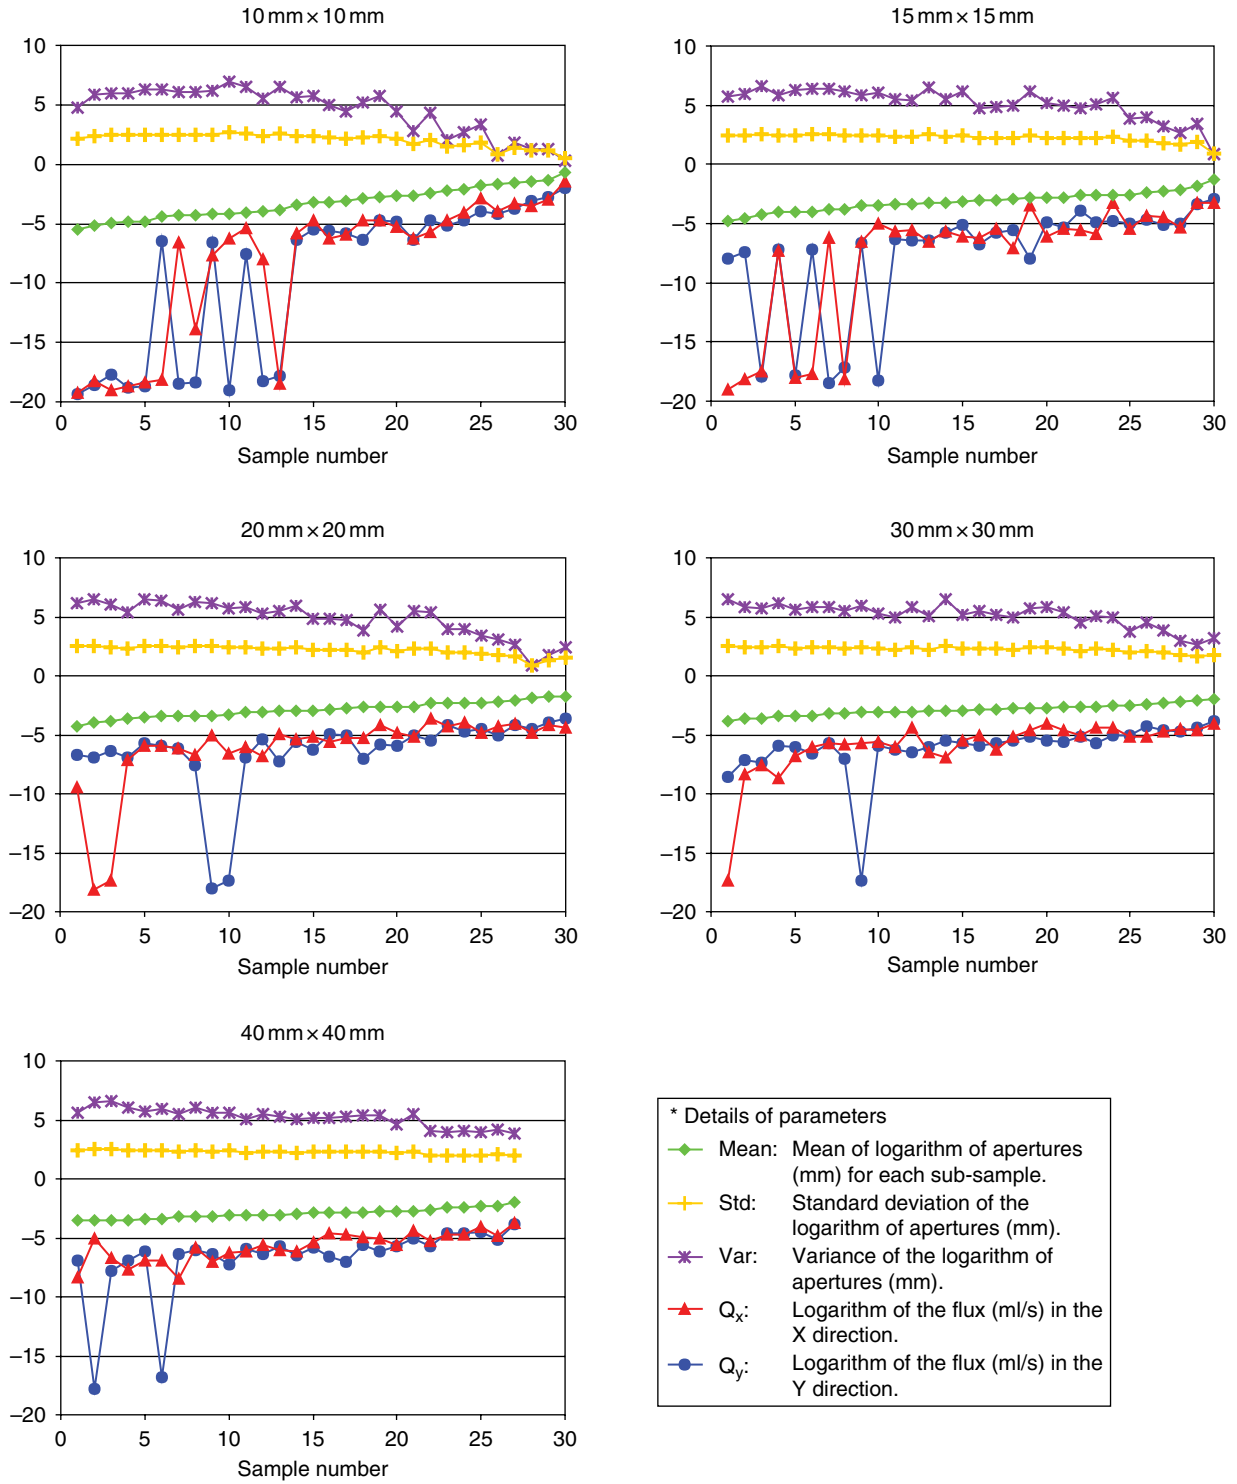 10 mm × 10 mm
10
5
0
–5
–10
–15
–20
0 5 10 15 20 25 30
Sample number
15 mm × 15 mm
10
5
0
–5
–10
–15
–20
0 5 10 15 20 25 30
Sample number
20 mm × 20 mm
10
5
0
–5
–10
–15
–20
0 5 10 15 20 25 30
Sample number
30 mm × 30 mm
10
5
0
–5
–10
–15
–20
0 5 10 15 20 25 30
Sample number
40 mm × 40 mm
10
5
0
–5
–10
–15
–20
0 5 10 15 20 25 30
Sample number
* Details of parameters
Mean: Mean of logarithm of apertures
(mm) for each sub-sample.
Std: Standard deviation of the
logarithm of apertures (mm).
Var: Variance of the logarithm of
apertures (mm).
Qx: Logarithm of the flux (ml/s) in the
X direction.
Qy: Logarithm of the flux (ml/s) in the
Y direction.